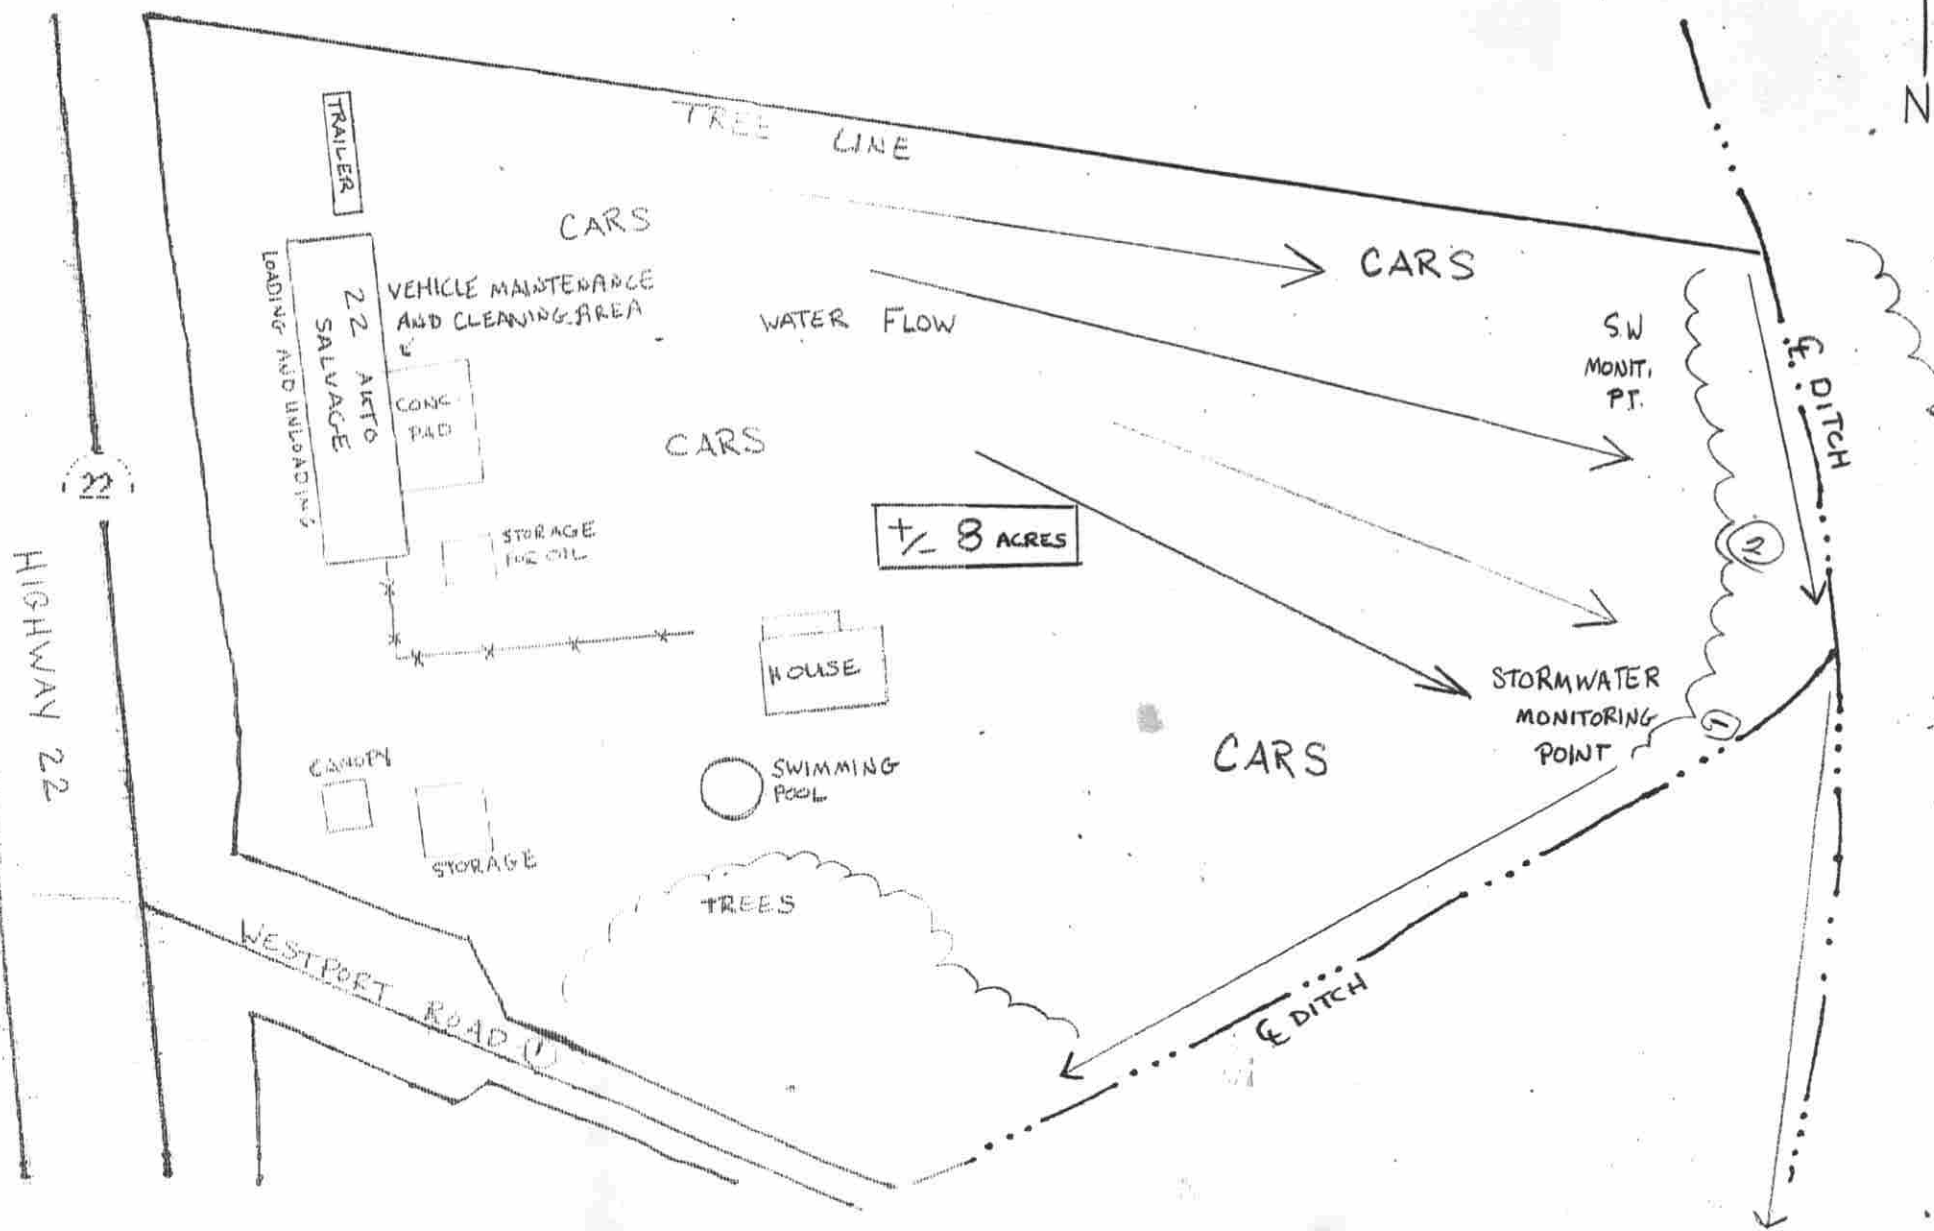 N
TREE LINE
TRAILER
CARS
CARS
VEHICLE MAINTENANCE
AND CLEANING AREA
22 AUTO
SALVAGE
LOADING AND UNLOADING
WATER FLOW
S.W
MONIT.
PT.
℄ DITCH
CONC
PAD
CARS
22
HIGHWAY 22
STORAGE
FOR OIL
+/- 8 ACRES
2
HOUSE
STORMWATER
MONITORING
POINT
1
CARS
CANOPY
SWIMMING
POOL
STORAGE
TREES
WESTPORT ROAD 1
℄ DITCH